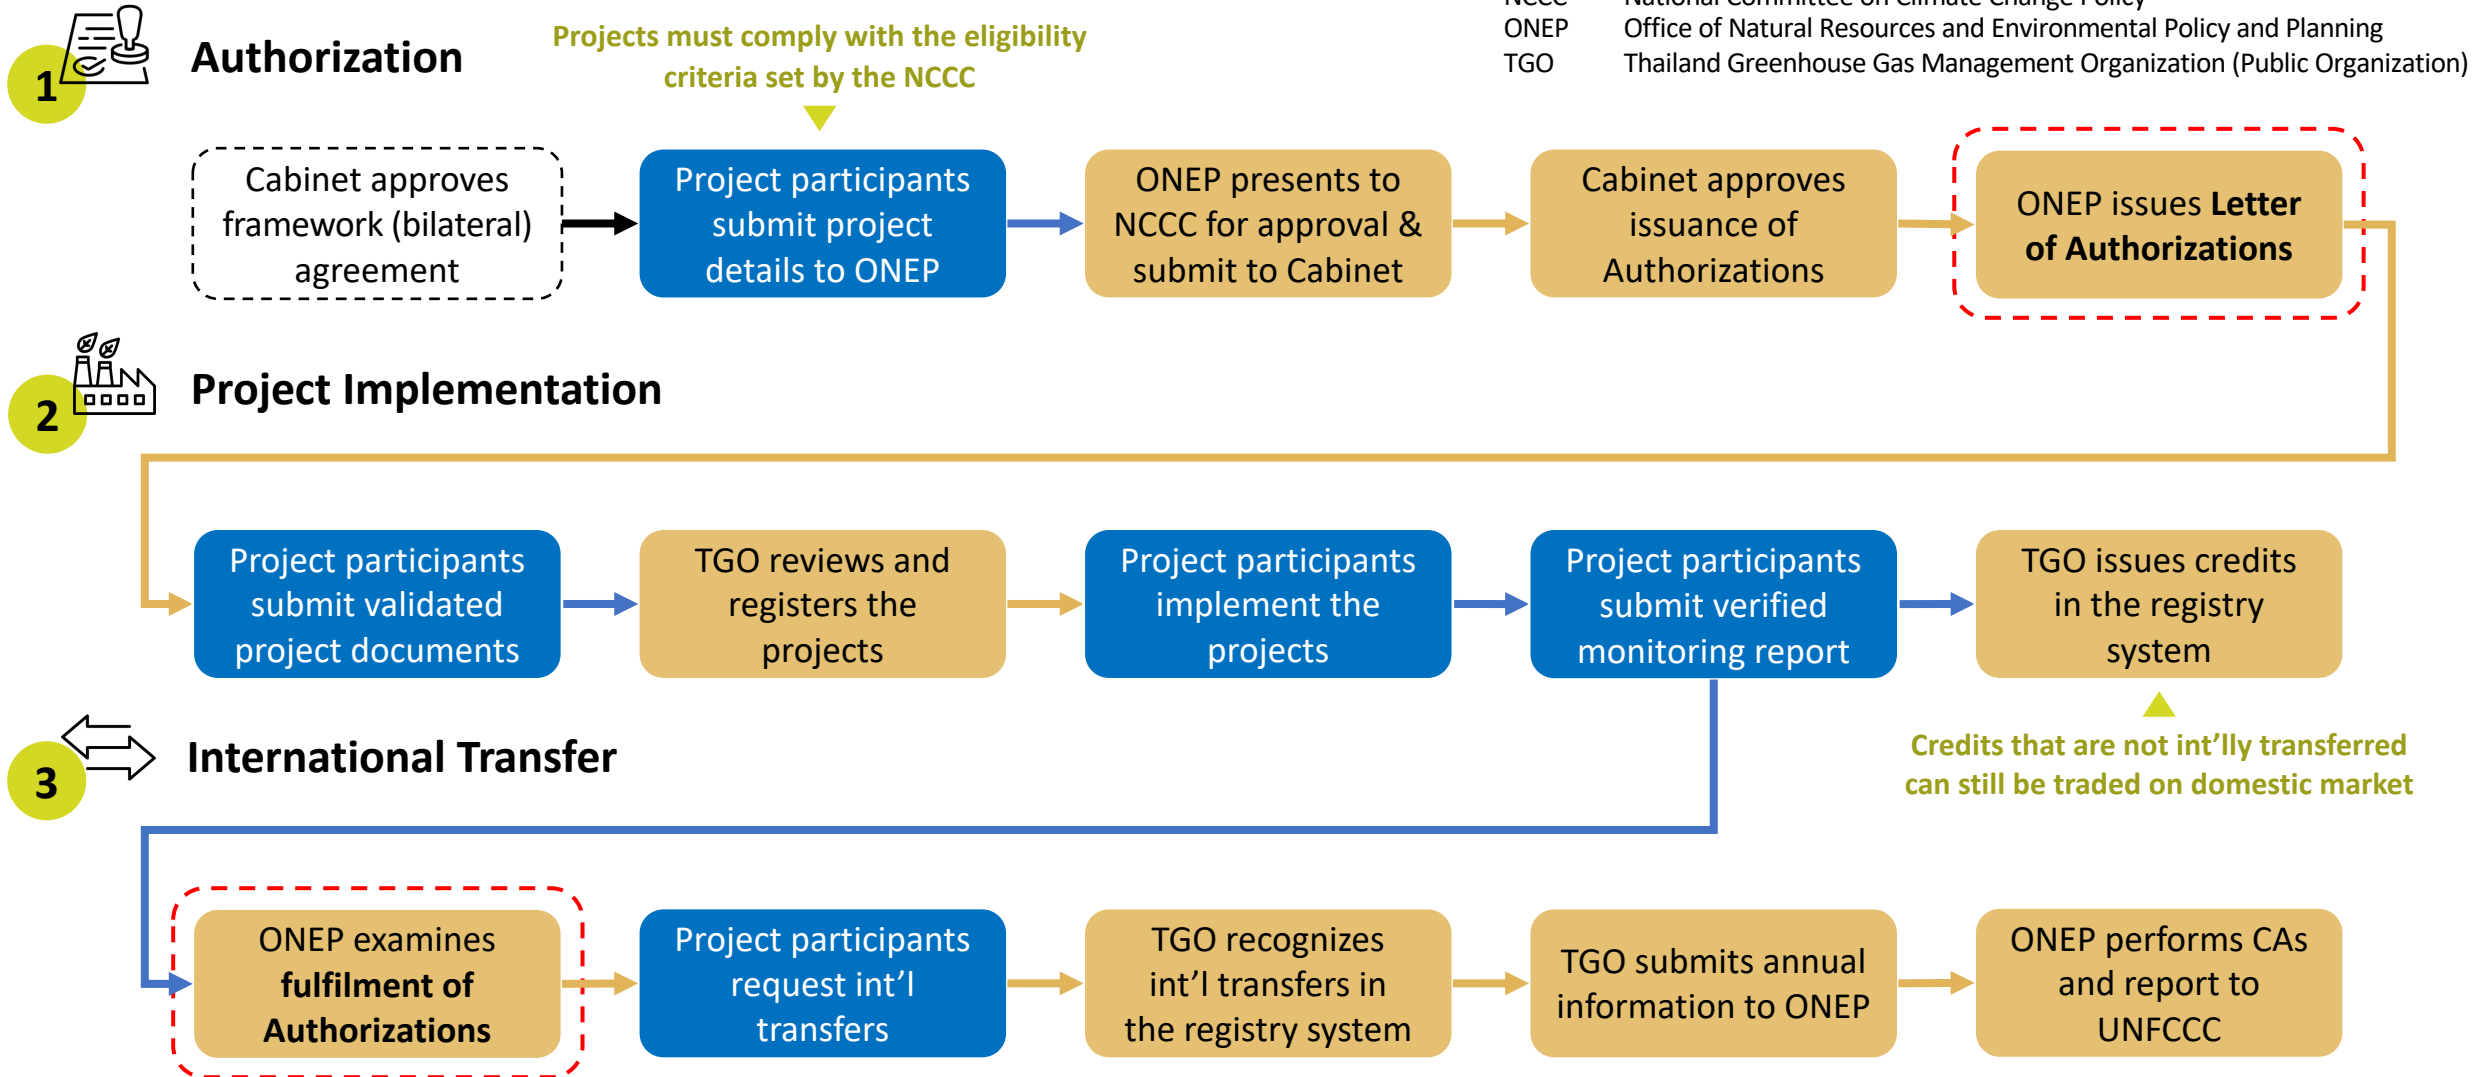 NCCC National Committee on Climate Change Policy
ONEP Office of Natural Resources and Environmental Policy and Planning
TGO Thailand Greenhouse Gas Management Organization (Public Organization)
1
Authorization
Projects must comply with the eligibility
criteria set by the NCCC
Cabinet approves
framework (bilateral)
agreement
Project participants
submit project
details to ONEP
ONEP presents to
NCCC for approval &
submit to Cabinet
Cabinet approves
issuance of
Authorizations
ONEP issues Letter
of Authorizations
2
Project Implementation
Project participants
submit validated
project documents
TGO reviews and
registers the
projects
Project participants
implement the
projects
Project participants
submit verified
monitoring report
TGO issues credits
in the registry
system
Credits that are not int’lly transferred
can still be traded on domestic market
3
International Transfer
ONEP examines
fulfilment of
Authorizations
Project participants
request int’l
transfers
TGO recognizes
int’l transfers in
the registry system
TGO submits annual
information to ONEP
ONEP performs CAs
and report to
UNFCCC